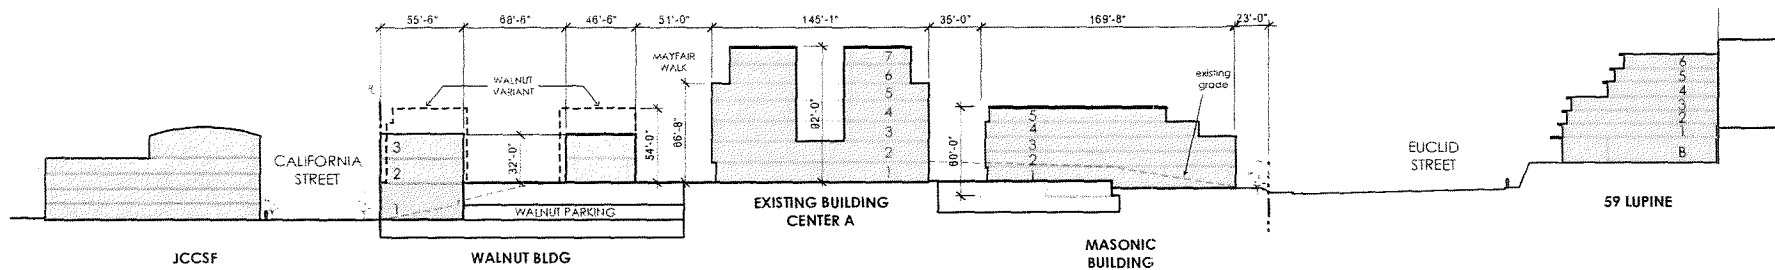 55'-6"
68'-6"
46'-6"
51'-0"
145'-1"
35'-0"
169'-8"
23'-0"
MAYFAIR
WALK
WALNUT
VARIANT
CALIFORNIA
STREET
3
2
1
32'-0"
54'-0"
66'-8"
92'-0"
7
6
5
4
3
2
1
60'-0"
5
4
3
2
1
existing
grade
EUCLID
STREET
6
5
4
3
2
1
B
WALNUT PARKING
JCCSF
WALNUT BLDG
EXISTING BUILDING
CENTER A
MASONIC
BUILDING
59 LUPINE